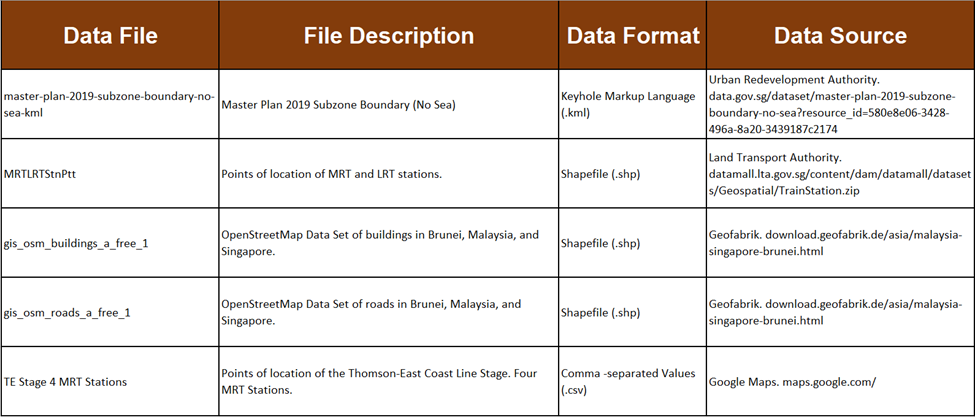 Data File
File Description
Data Format
Data Source
master-plan-2019-subzone-boundary-no-
sea-kml
Master Plan 2019 Subzone Boundary (No Sea)
Keyhole Markup Language
(.kml)
Urban Redevelopment Authority.
data.gov.sg/dataset/master-plan-2019-subzone-
boundary-no-sea?resource_id=580e8e06-3428-
496a-8a20-3439187c2174
MRTLRTStnPtt
Points of location of MRT and LRT stations.
Shapefile (.shp)
Land Transport Authority.
datamall.lta.gov.sg/content/dam/datamall/dataset
s/Geospatial/TrainStation.zip
gis_osm_buildings_a_free_1
OpenStreetMap Data Set of buildings in Brunei, Malaysia, and
Singapore.
Shapefile (.shp)
Geofabrik. download.geofabrik.de/asia/malaysia-
singapore-brunei.html
gis_osm_roads_a_free_1
OpenStreetMap Data Set of roads in Brunei, Malaysia, and
Singapore.
Shapefile (.shp)
Geofabrik. download.geofabrik.de/asia/malaysia-
singapore-brunei.html
TE Stage 4 MRT Stations
Points of location of the Thomson-East Coast Line Stage. Four
MRT Stations.
Comma -separated Values
(.csv)
Google Maps. maps.google.com/